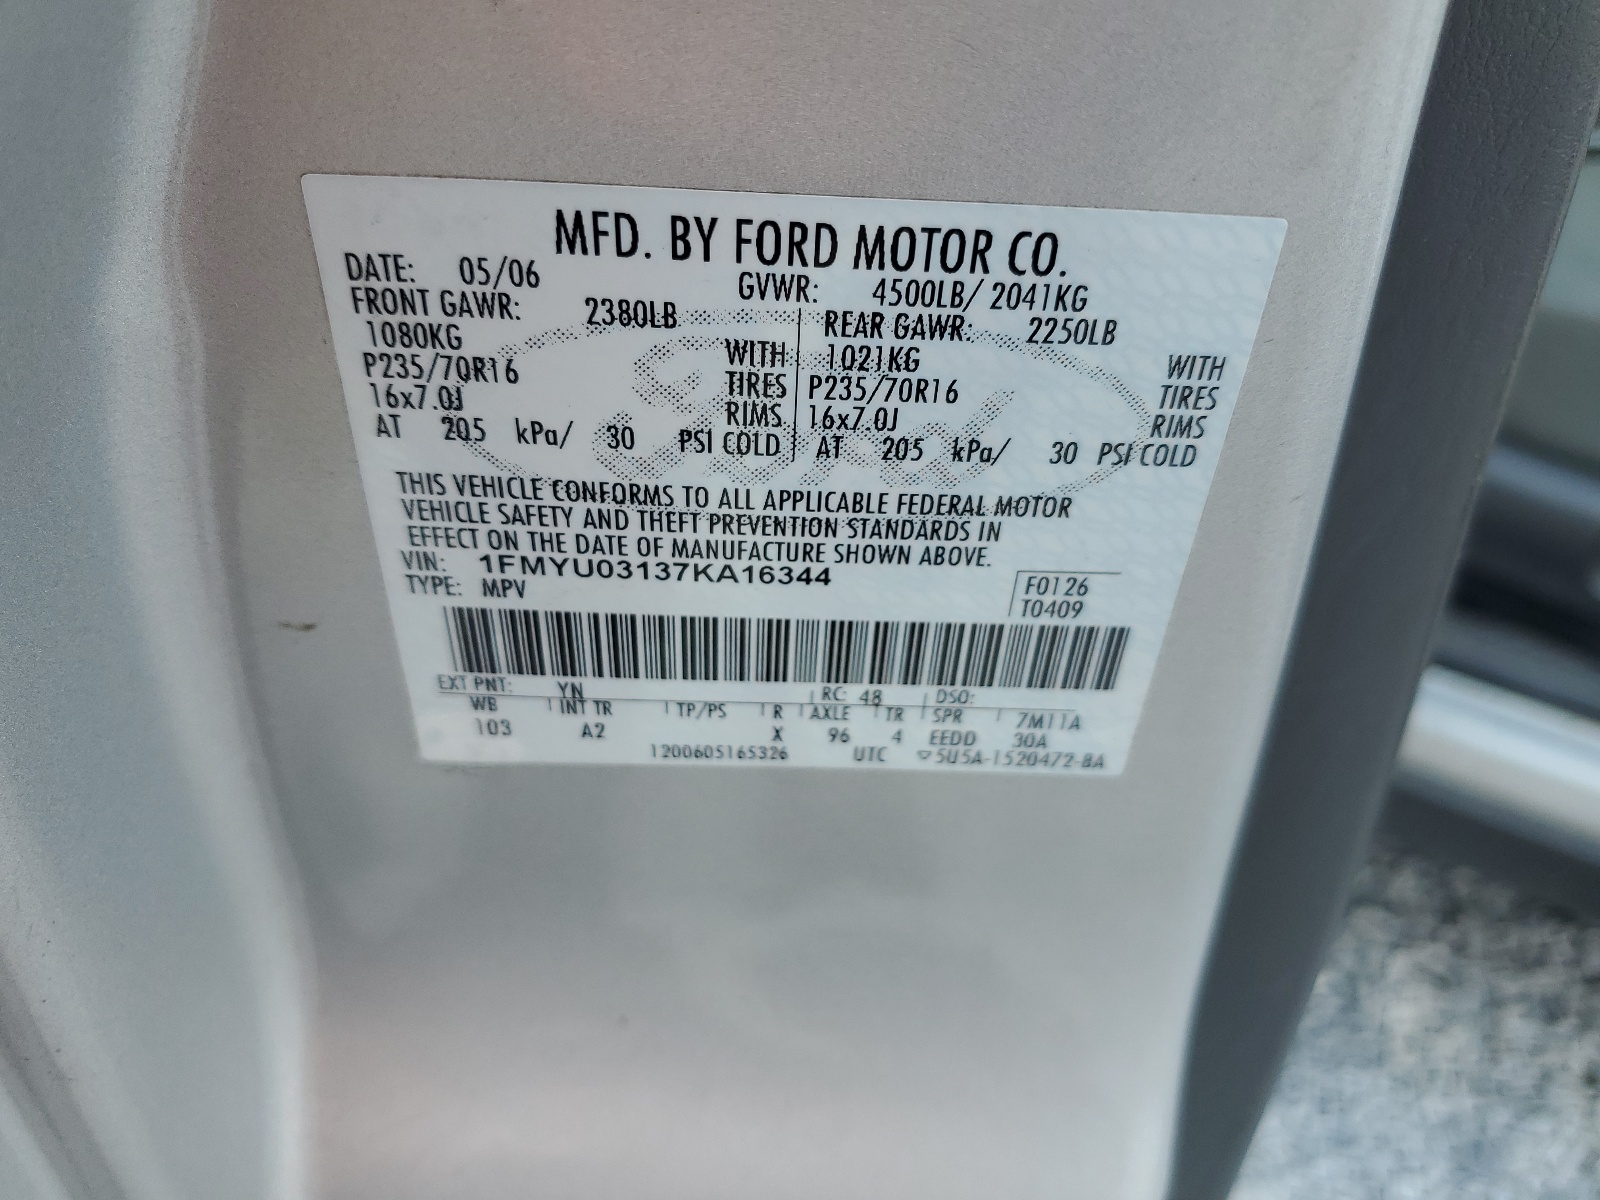 MFD. BY FORD MOTOR CO.
DATE: 05/06 GVWR: 4500LB/ 2041KG
FRONT GAWR: 2380LB REAR GAWR: 2250LB
1080KG WITH 1021KG WITH
P235/70R16 TIRES P235/70R16 TIRES
16x7.0J RIMS 16x7.0J RIMS
AT 205 kPa/ 30 PSI COLD AT 205 kPa/ 30 PSI COLD
THIS VEHICLE CONFORMS TO ALL APPLICABLE FEDERAL MOTOR
VEHICLE SAFETY AND THEFT PREVENTION STANDARDS IN
EFFECT ON THE DATE OF MANUFACTURE SHOWN ABOVE.
VIN: 1FMYU03137KA16344
TYPE: MPV
F0126
T0409
EXT PNT: YN RC: 48 DSO:
WB INT TR TP/PS R AXLE TR SPR 7M11A
103 A2 X 96 4 EEDD 30A
1200605165326 UTC ▽5U5A-1520472-BA
Ford